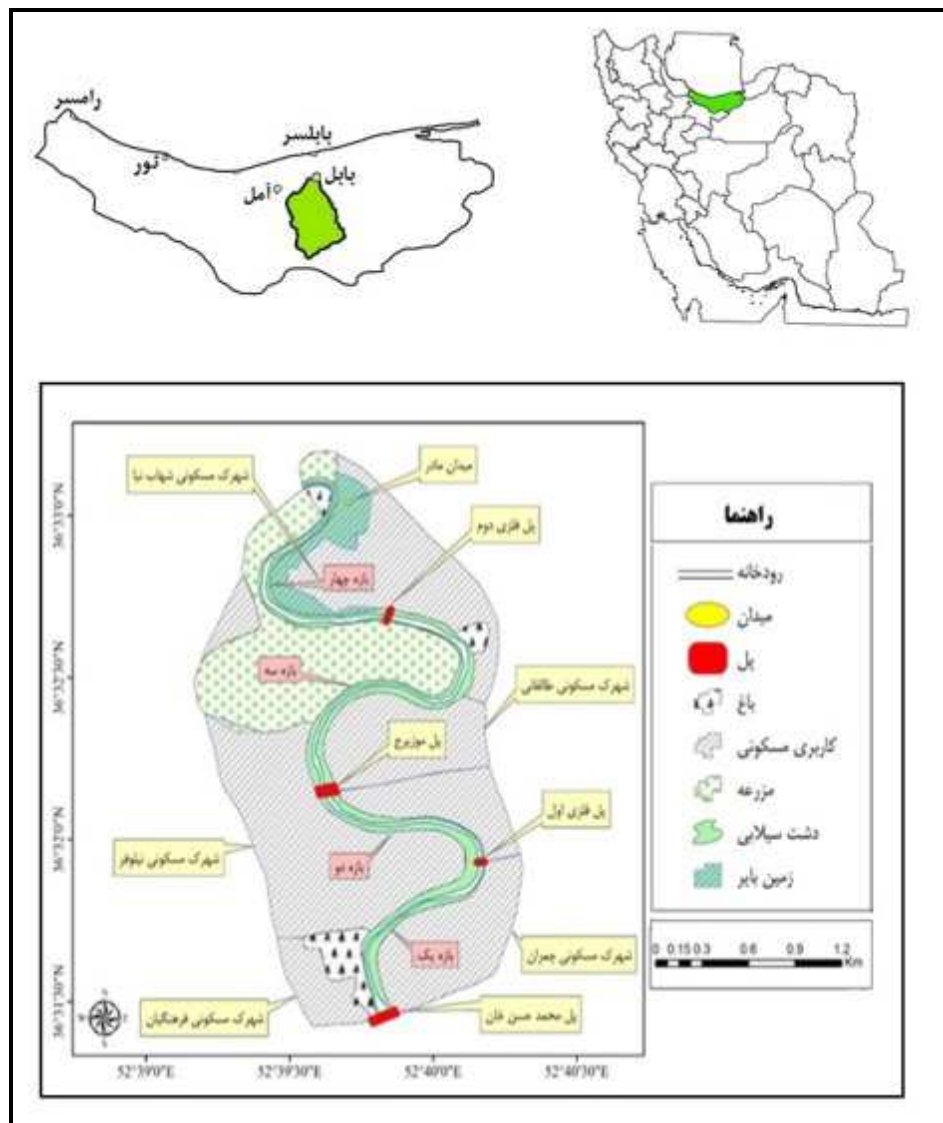 رامسر
نور
بابلسر
بابل
آمل
شهرک مسکونی شهاب نیا
میدان مادر
پل فلزی دوم
بازه چهار
بازه سه
شهرک مسکونی طالقانی
پل موزیرج
پل فلزی اول
شهرک مسکونی نیلوفر
بازه دو
بازه یک
شهرک مسکونی چمران
شهرک مسکونی فرهنگیان
پل محمد حسن خان
36°33'0"N
36°32'30"N
36°32'0"N
36°31'30"N
52°39'0"E
52°39'30"E
52°40'0"E
52°40'30"E
راهنما
رودخانه
میدان
پل
باغ
کاربری مسکونی
مزرعه
دشت سیلابی
زمین بایر
0 0.15 0.3 0.6 0.9 1.2
Km